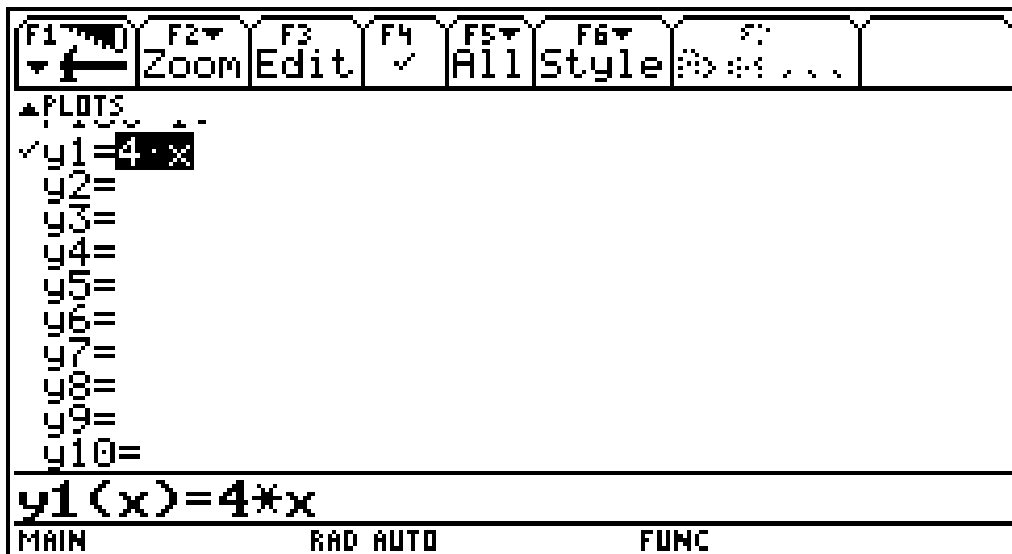 F1 F2 F3 F4 F5 F6
Zoom Edit ✓ All Style
PLOTS
✓y1=4·x
y2=
y3=
y4=
y5=
y6=
y7=
y8=
y9=
y10=
y1(x)=4*x
MAIN RAD AUTO FUNC